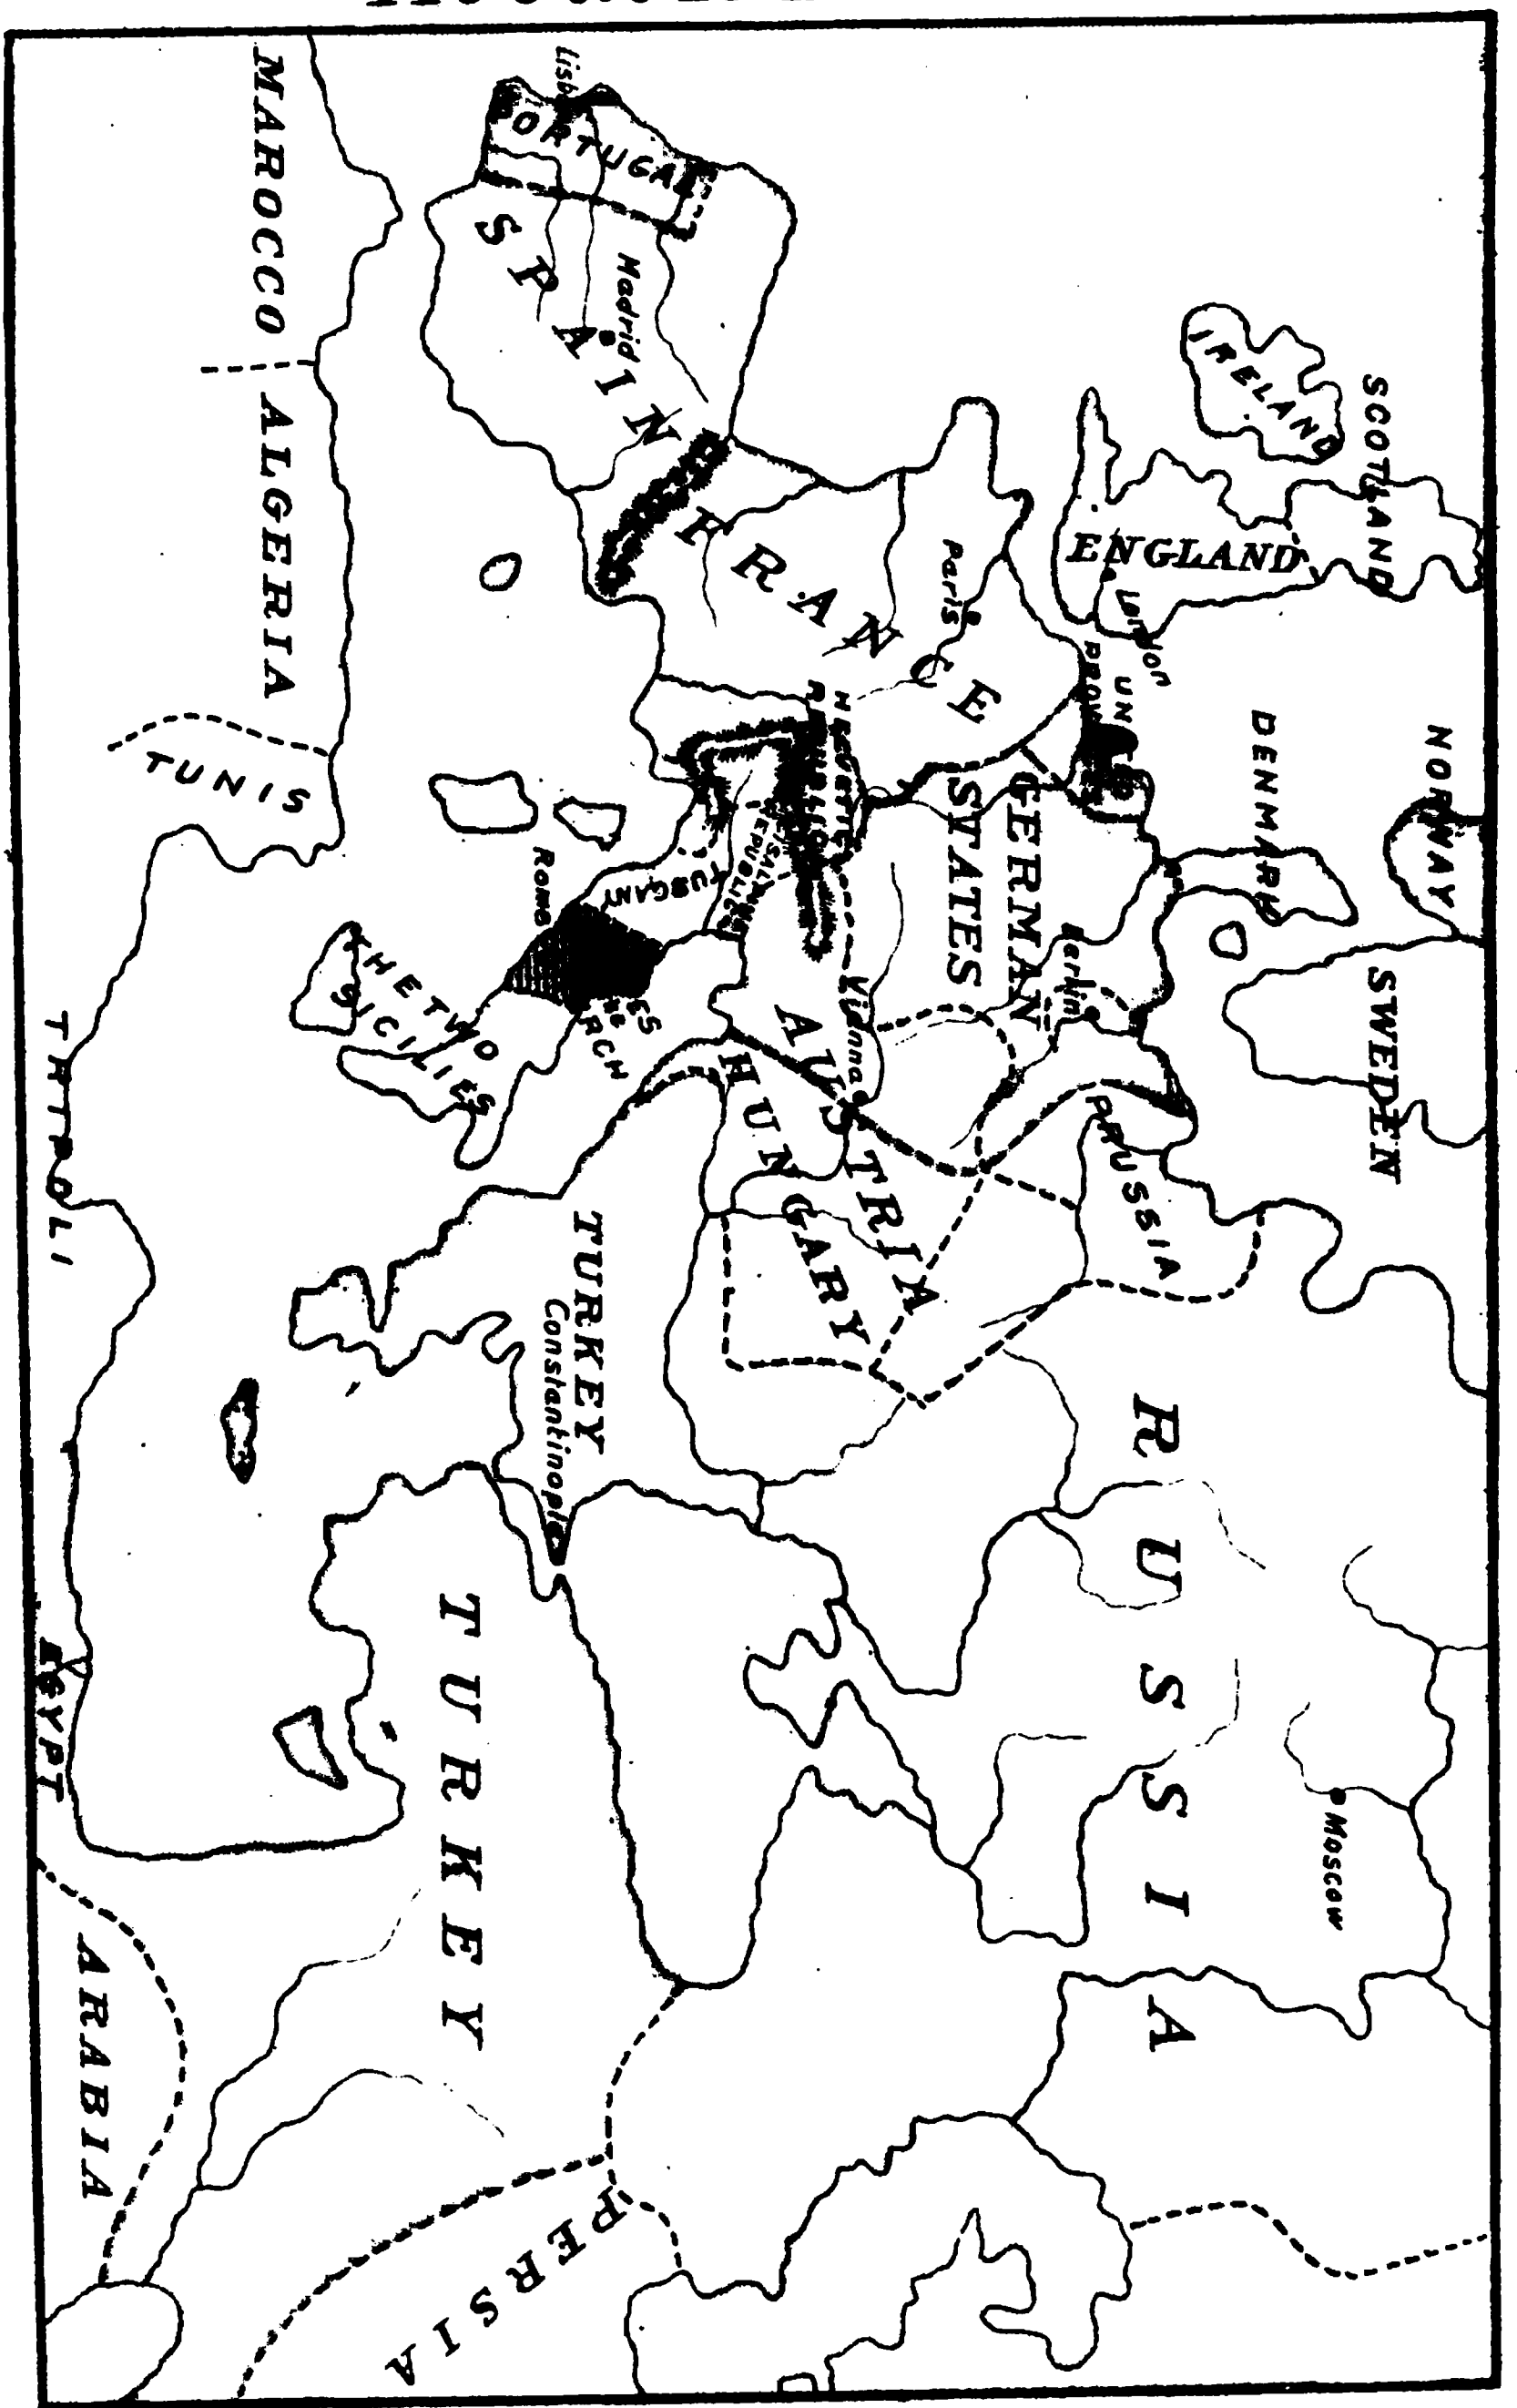 NORWAY
SWEDEN
SCOTLAND
IRELAND
DENMARK
ENGLAND
London
PRUSSIA
Berlin
GERMAN
STATES
RUSSIA
Moscow
Paris
FRANCE
HELVETIC
Vienna
AUSTRIA
HUNGARY
PORTUGAL
Madrid
SPAIN
Rome
TURKEY
Constantinople
THE TWO
SICILIES
TURKEY
PERSIA
MAROCCO
ALGERIA
TUNIS
TRIPOLI
EGYPT
ARABIA